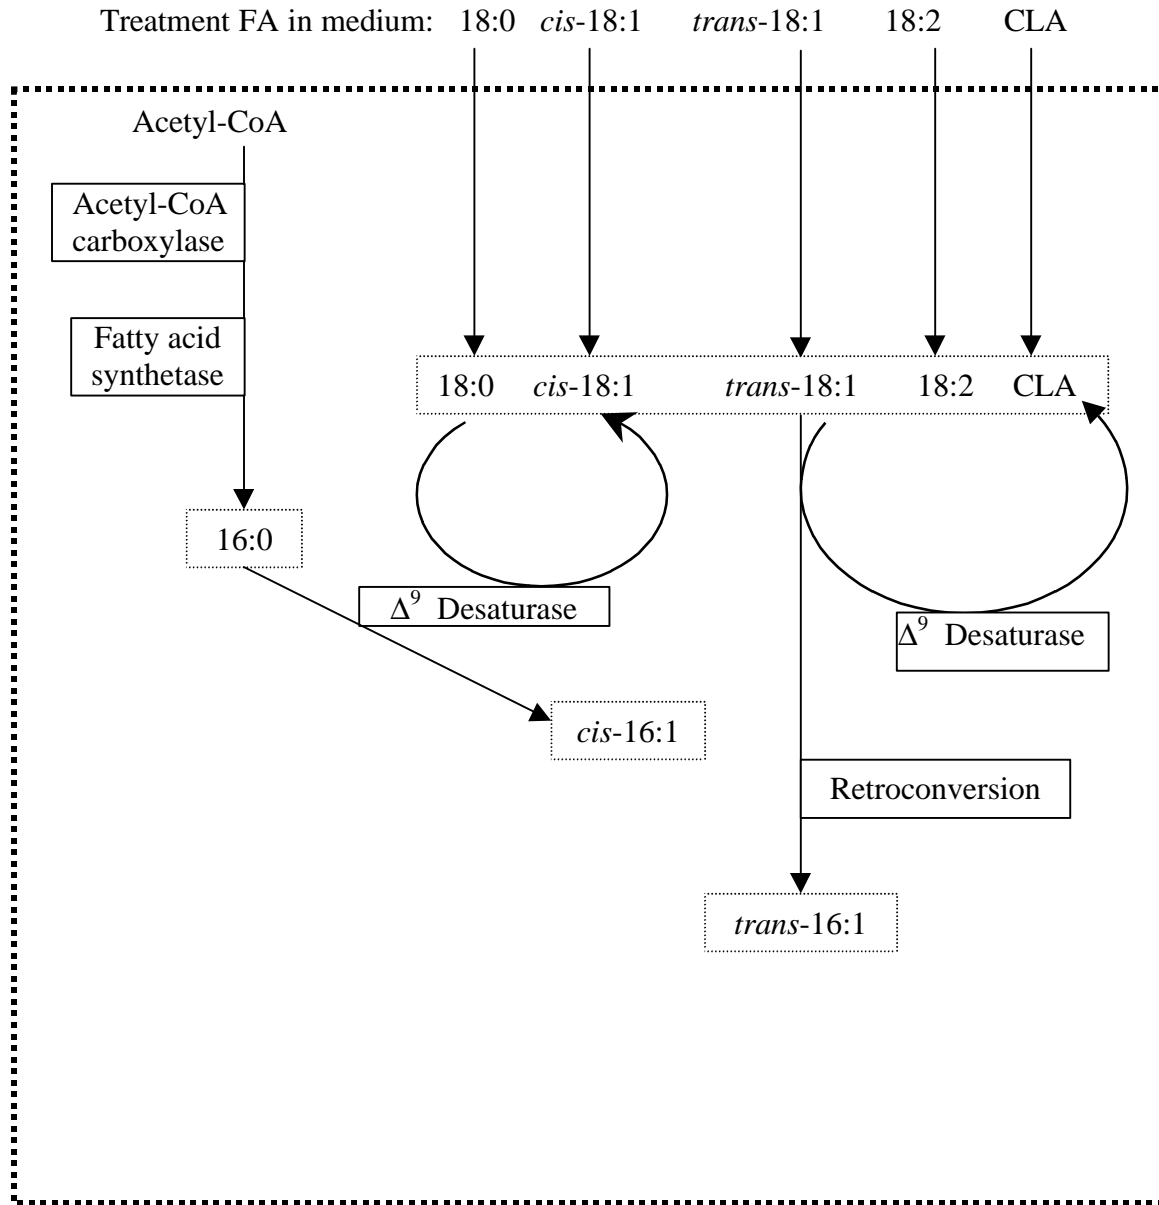 Treatment FA in medium: 18:0 cis-18:1 trans-18:1 18:2 CLA
Acetyl-CoA
Acetyl-CoA
carboxylase
Fatty acid
synthetase
18:0 cis-18:1 trans-18:1 18:2 CLA
16:0
Δ⁹ Desaturase
Δ⁹ Desaturase
cis-16:1
Retroconversion
trans-16:1